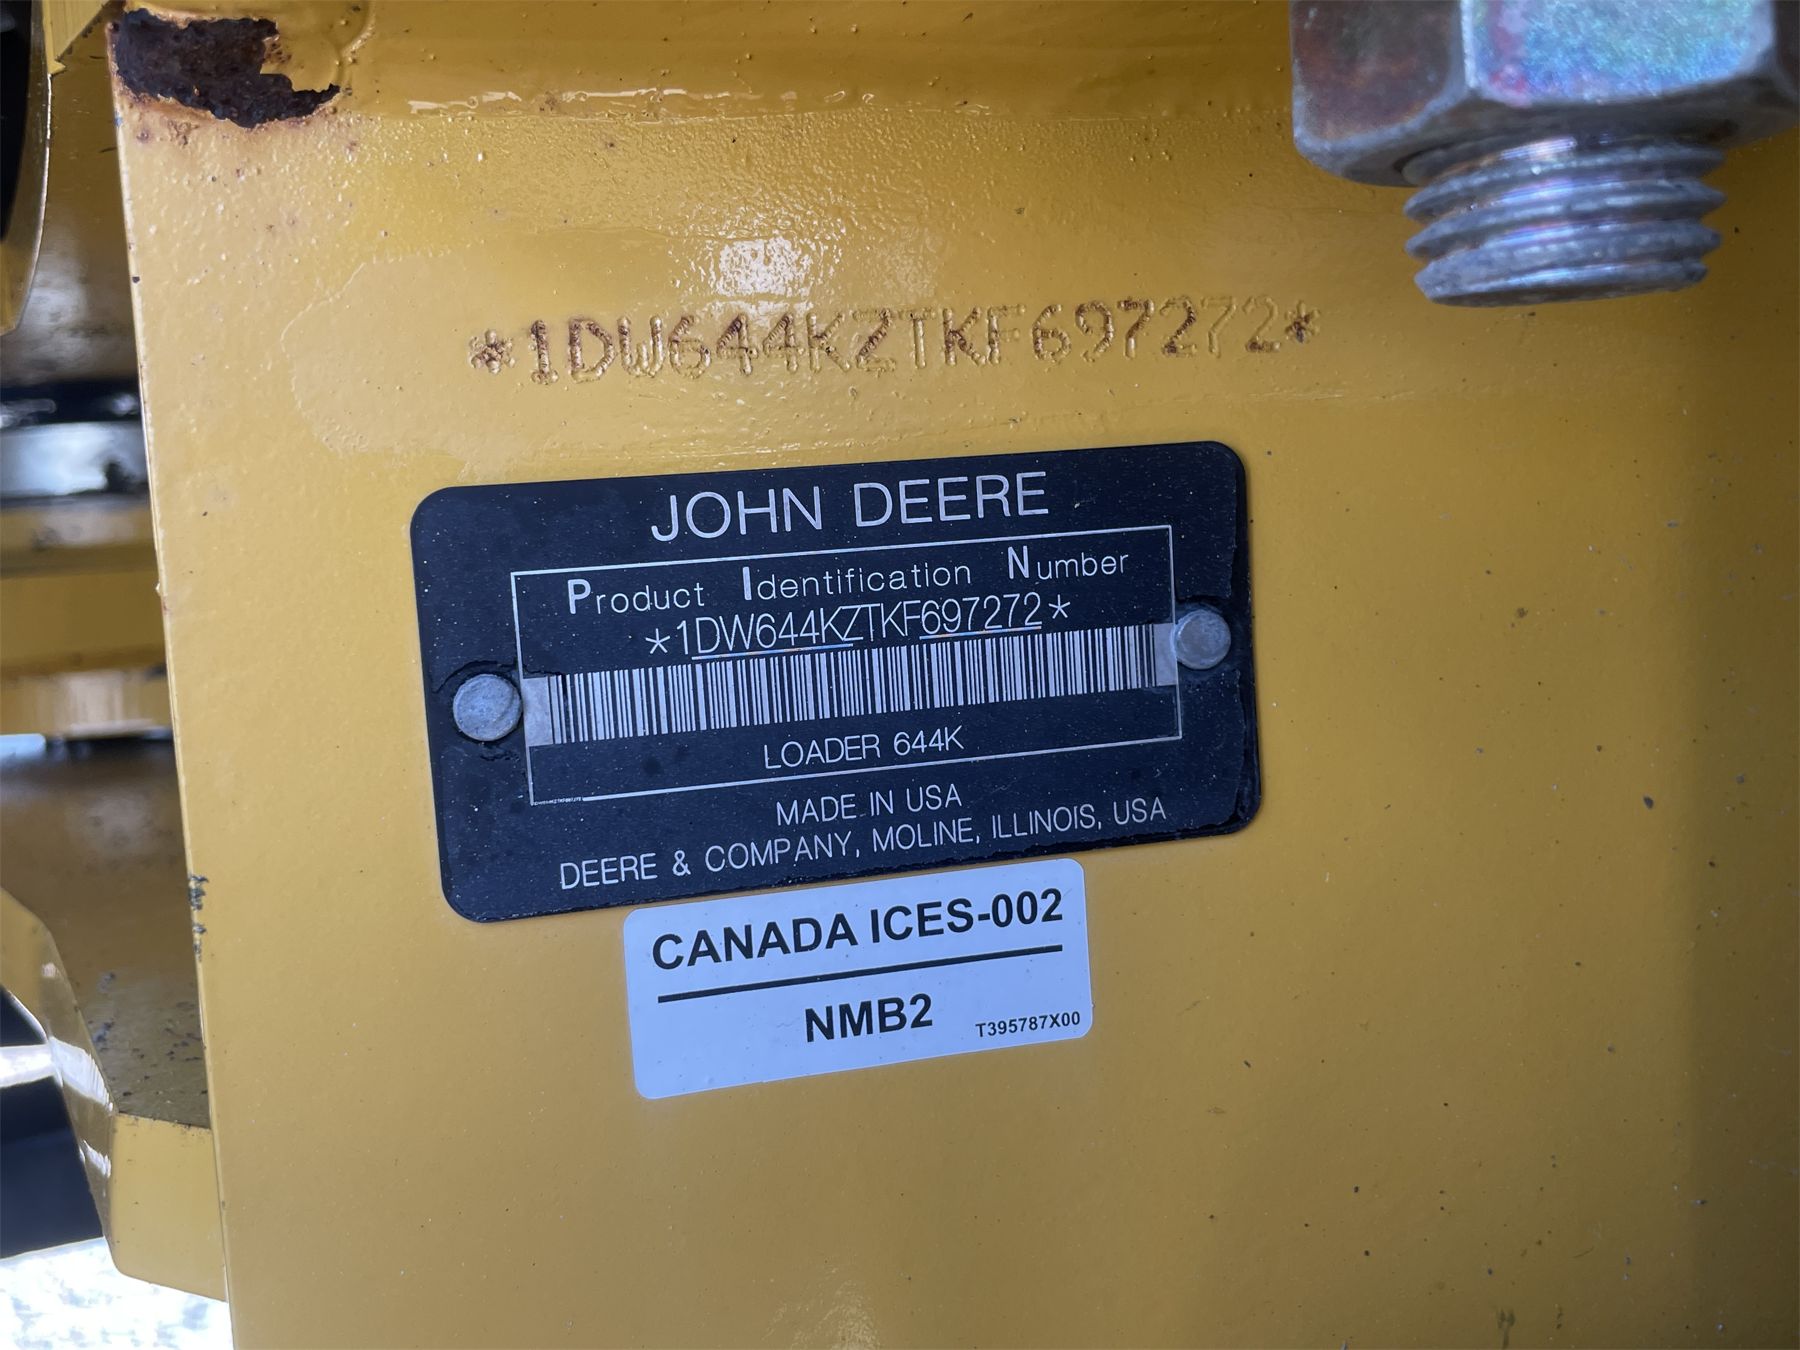 *1DW644KZTKF697272*
JOHN DEERE
Product Identification Number
*1DW644KZTKF697272*
LOADER 644K
MADE IN USA
DEERE & COMPANY, MOLINE, ILLINOIS, USA
CANADA ICES-002
NMB2
T395787X00